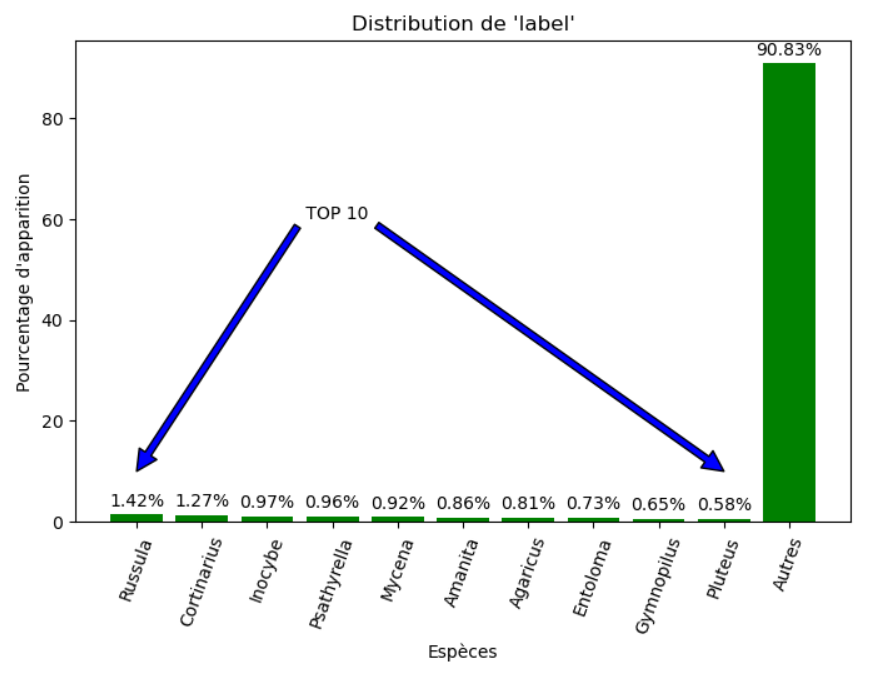 Distribution de 'label'
90.83%
80
60
40
20
0
Pourcentage d'apparition
TOP 10
1.42% 1.27% 0.97% 0.96% 0.92% 0.86% 0.81% 0.73% 0.65% 0.58%
Russula Cortinarius Inocybe Psathyrella Mycena Amanita Agaricus Entoloma Gymnopilus Pluteus Autres
Espèces